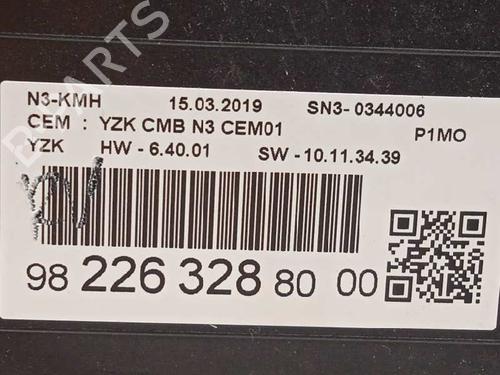 N3-KMH 15.03.2019 SN3- 0344006
CEM : YZK CMB N3 CEM01 P1MO
YZK HW - 6.40.01 SW - 10.11.34.39
98 226 328 80 00
PARTS